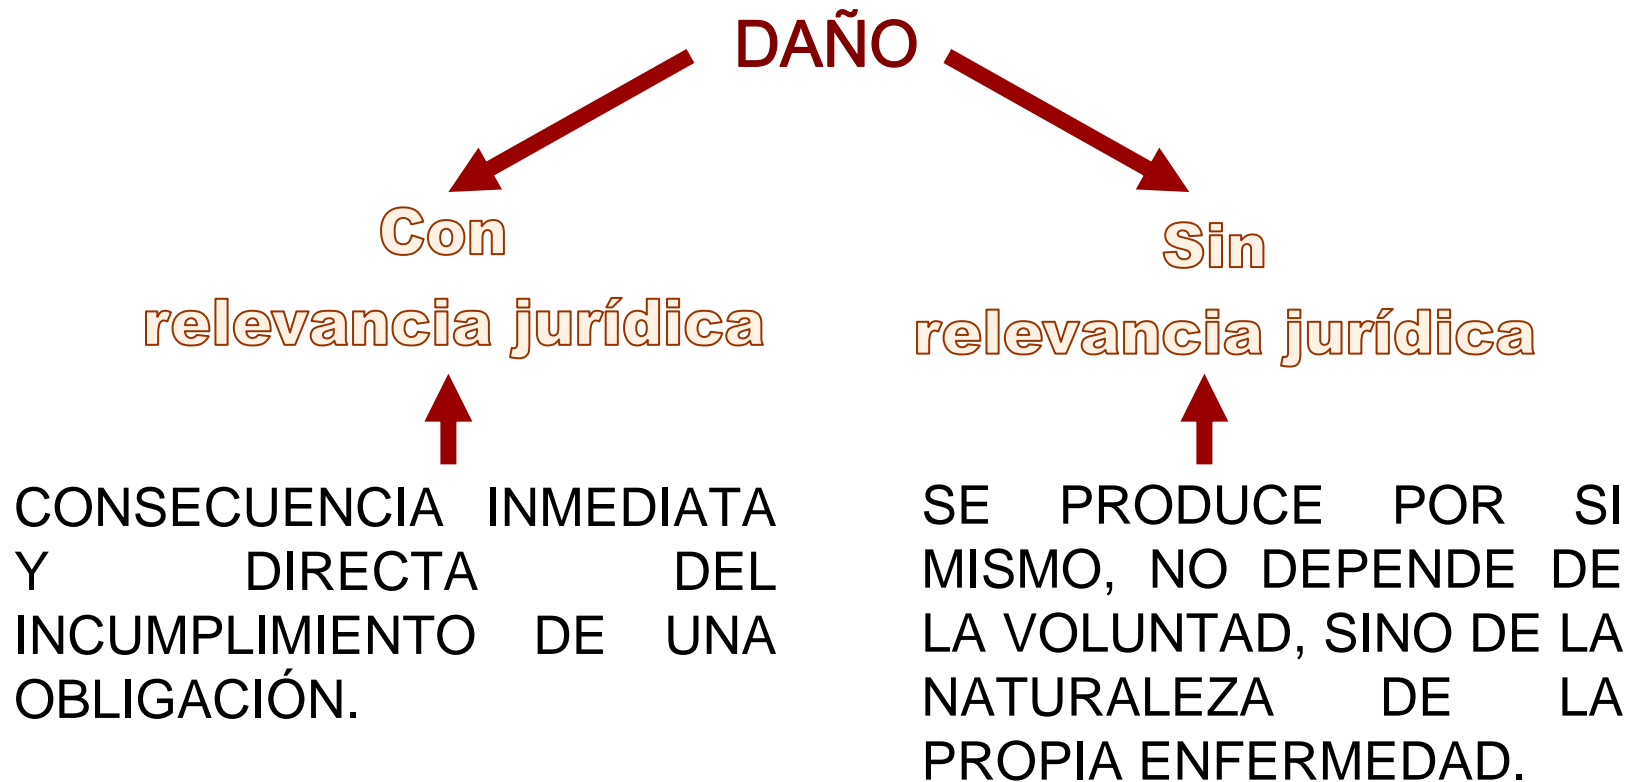 DAÑO
Con
relevancia jurídica
CONSECUENCIA INMEDIATA
Y DIRECTA DEL
INCUMPLIMIENTO DE UNA
OBLIGACIÓN.
Sin
relevancia jurídica
SE PRODUCE POR SI
MISMO, NO DEPENDE DE
LA VOLUNTAD, SINO DE LA
NATURALEZA DE LA
PROPIA ENFERMEDAD.